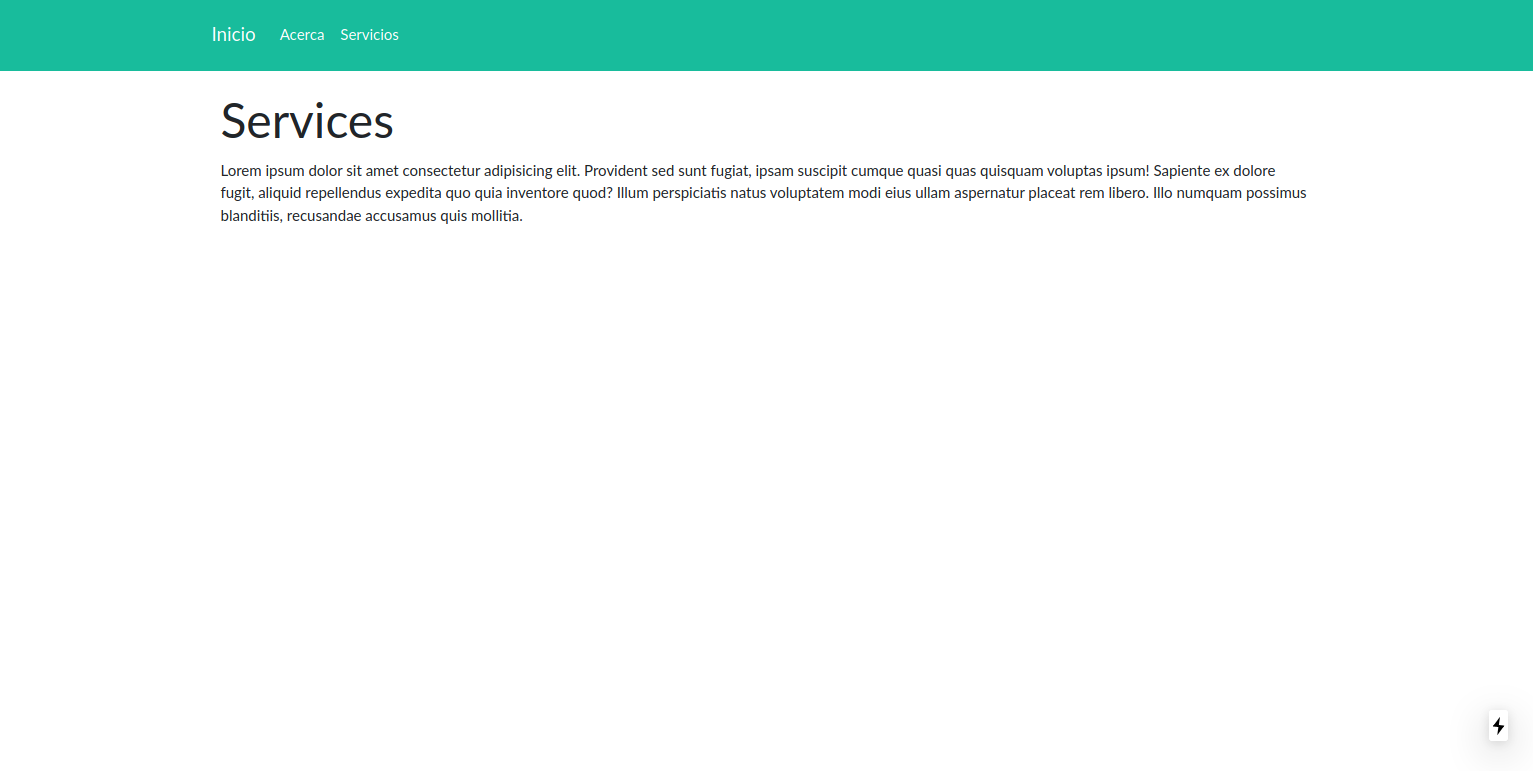 Inicio Acerca Servicios
Services
Lorem ipsum dolor sit amet consectetur adipisicing elit. Provident sed sunt fugiat, ipsam suscipit cumque quasi quas quisquam voluptas ipsum! Sapiente ex dolore
fugit, aliquid repellendus expedita quo quia inventore quod? Illum perspiciatis natus voluptatem modi eius ullam aspernatur placeat rem libero. Illo numquam possimus
blanditiis, recusandae accusamus quis mollitia.